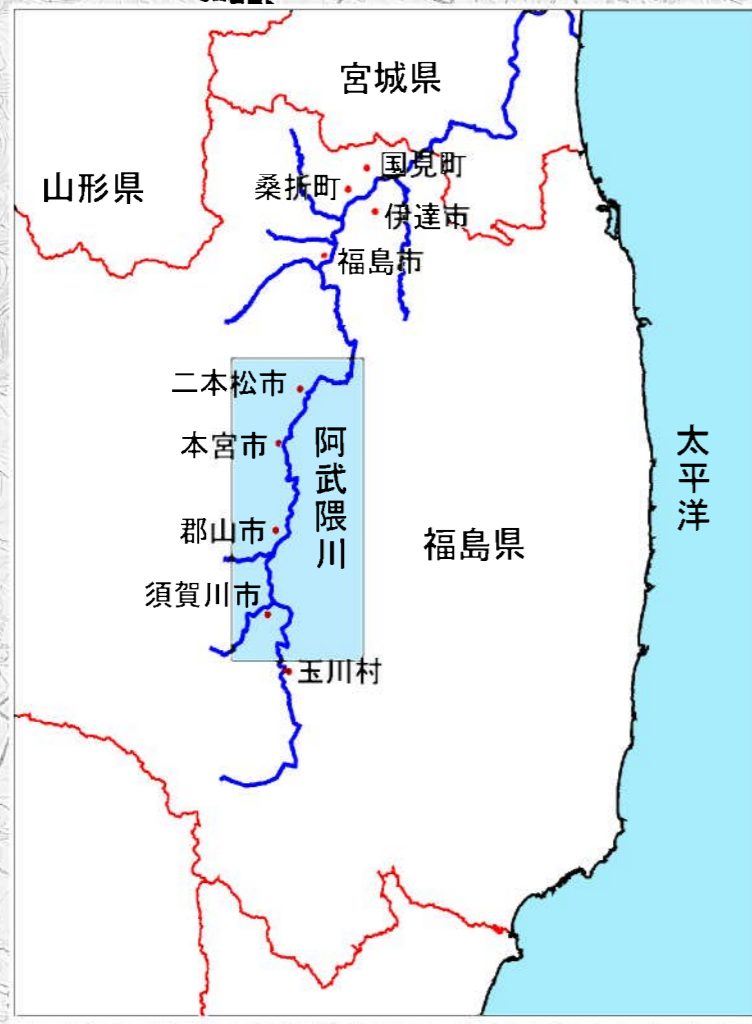 宮城県
国見町
山形県
桑折町
伊達市
福島市
二本松市
本宮市
阿武隈川
太平洋
郡山市
福島県
須賀川市
玉川村